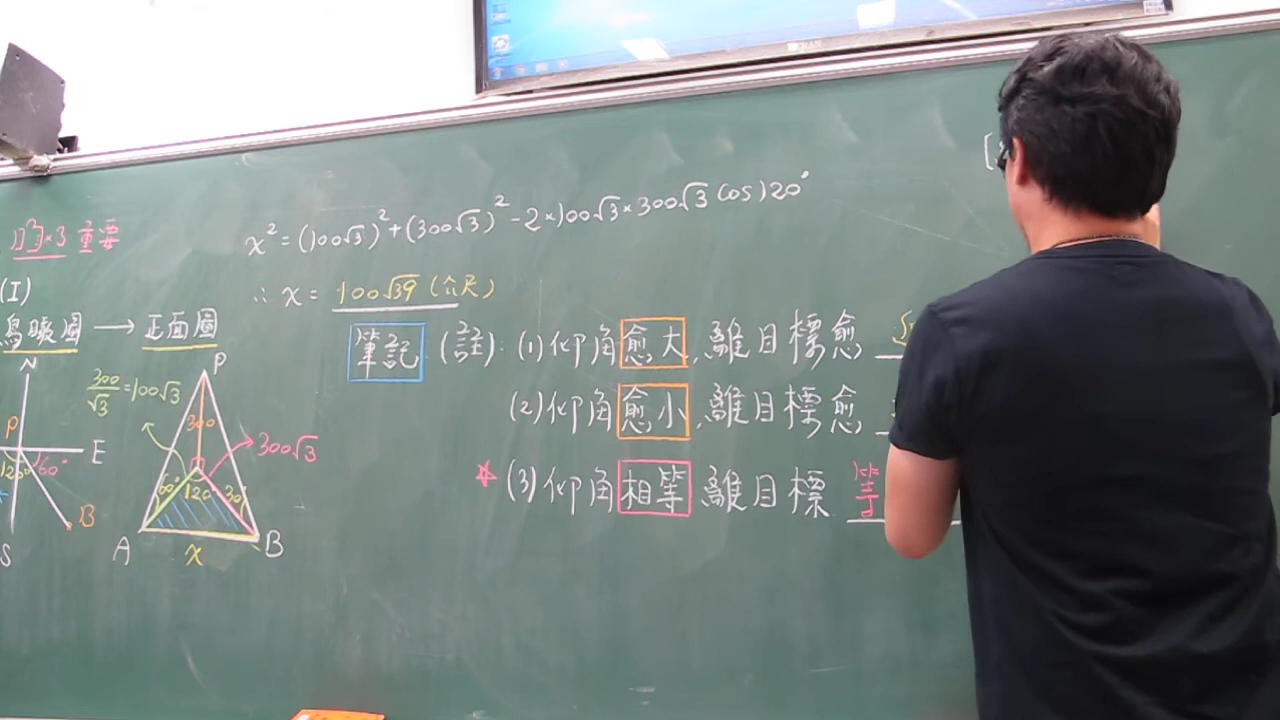 x² = (100√3)² + (300√3)² - 2×100√3×300√3 cos120°
×3 重要
(I)
∴ x = 100√39 (公尺)
鳥瞰圖 → 正面圖
筆記 (註): (1) 仰角愈大, 離目標愈 近
(2) 仰角愈小, 離目標愈
(3) 仰角相等 離目標 等
N
P
E
120°
60°
B
S
300/√3 = 100√3
P
300
300√3
60°
120
30
A
x
B